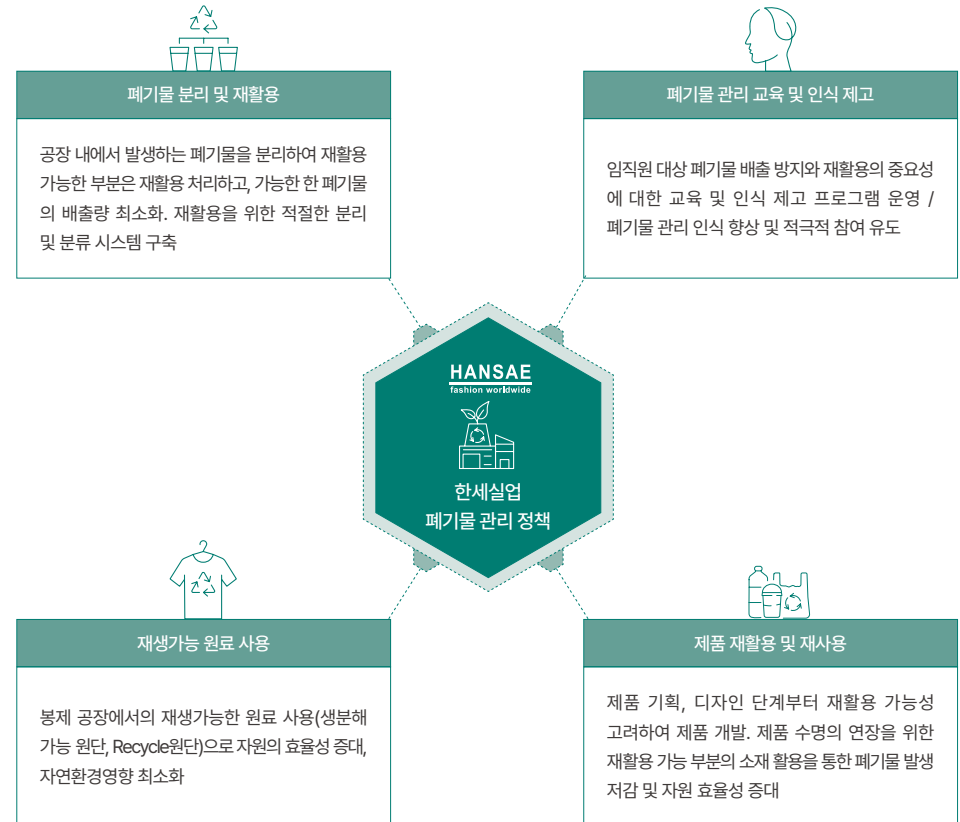 폐기물 분리 및 재활용
공장 내에서 발생하는 폐기물을 분리하여 재활용
가능한 부분은 재활용 처리하고, 가능한 한 폐기물
의 배출량 최소화. 재활용을 위한 적절한 분리
및 분류 시스템 구축
폐기물 관리 교육 및 인식 제고
임직원 대상 폐기물 배출 방지와 재활용의 중요성
에 대한 교육 및 인식 제고 프로그램 운영 /
폐기물 관리 인식 향상 및 적극적 참여 유도
HANSAE
fashion worldwide
한세실업
폐기물 관리 정책
재생가능 원료 사용
봉제 공장에서의 재생가능한 원료 사용(생분해
가능 원단, Recycle원단)으로 자원의 효율성 증대,
자연환경영향 최소화
제품 재활용 및 재사용
제품 기획, 디자인 단계부터 재활용 가능성
고려하여 제품 개발. 제품 수명의 연장을 위한
재활용 가능 부분의 소재 활용을 통한 폐기물 발생
저감 및 자원 효율성 증대